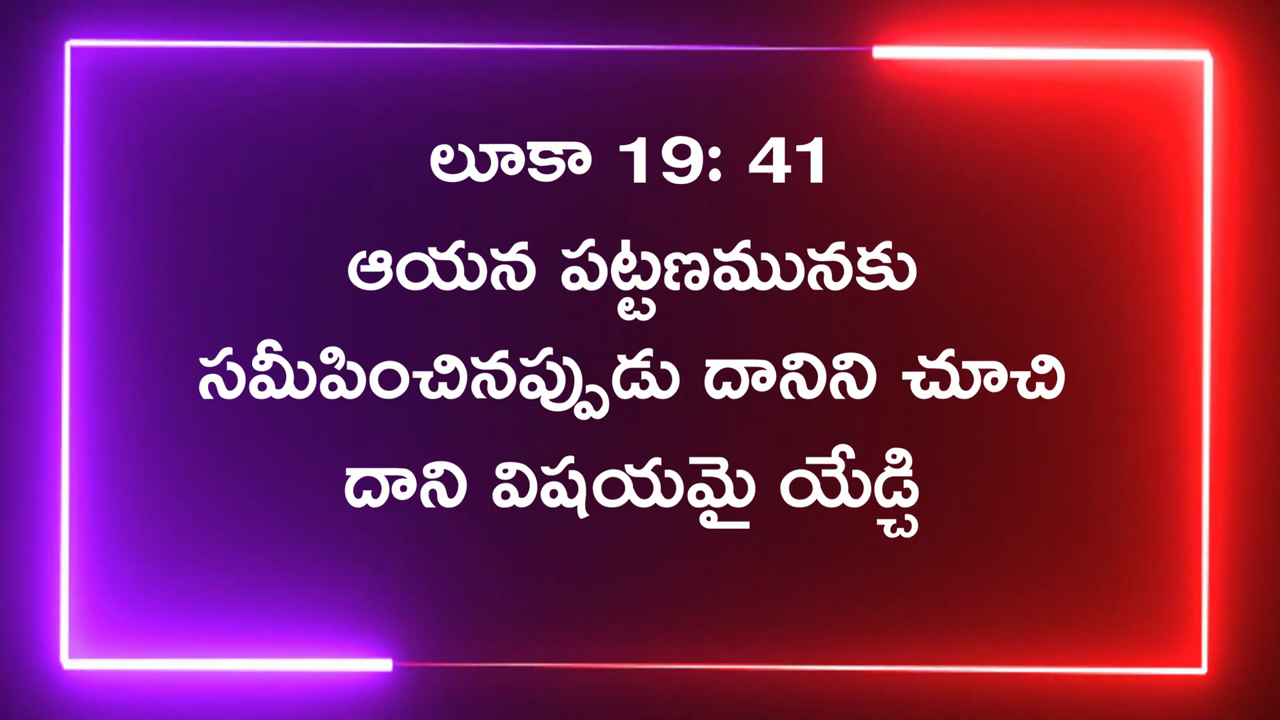 లూకా 19: 41
ఆయన పట్టణమునకు
సమీపించినప్పుడు దానిని చూచి
దాని విషయమై యేడ్చి